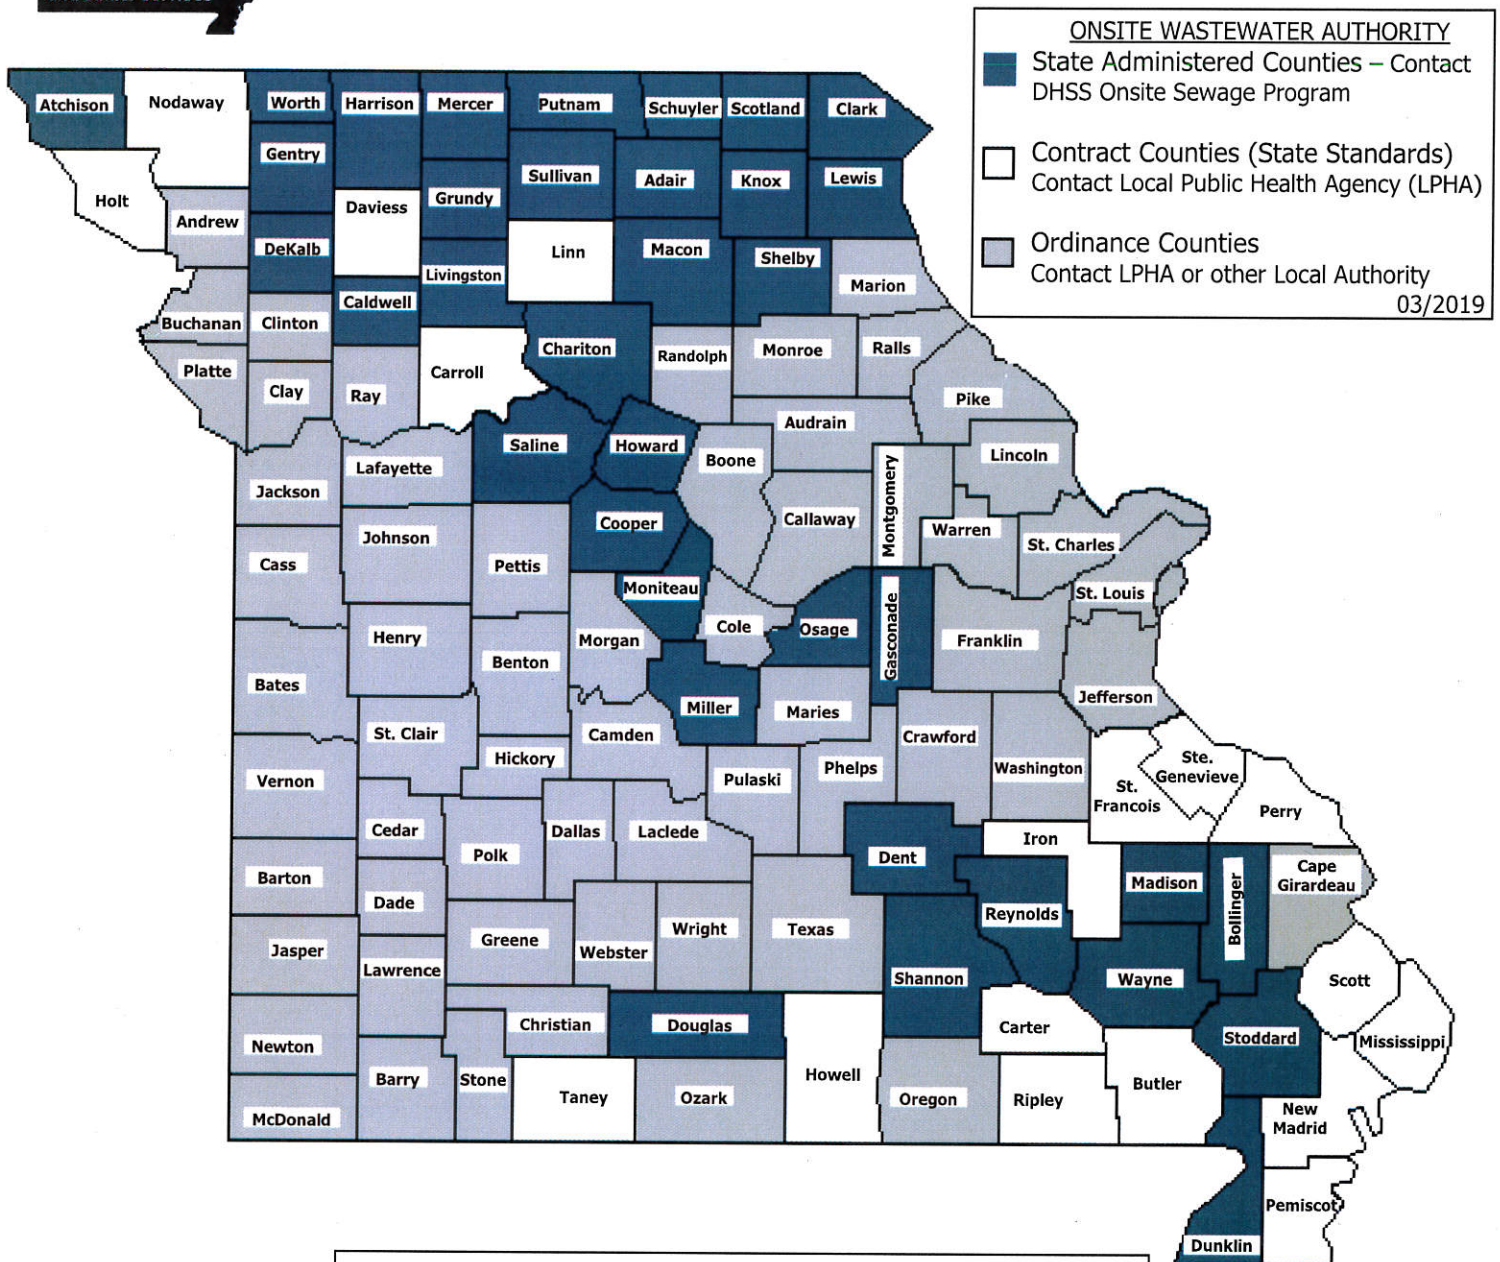 ONSITE WASTEWATER AUTHORITY
State Administered Counties – Contact
DHSS Onsite Sewage Program
Contract Counties (State Standards)
Contact Local Public Health Agency (LPHA)
Ordinance Counties
Contact LPHA or other Local Authority
03/2019
Atchison
Nodaway
Worth
Harrison
Mercer
Putnam
Schuyler
Scotland
Clark
Gentry
Holt
Andrew
Daviess
Grundy
Sullivan
Adair
Knox
Lewis
DeKalb
Livingston
Linn
Macon
Shelby
Marion
Buchanan
Clinton
Caldwell
Chariton
Randolph
Monroe
Ralls
Platte
Clay
Ray
Carroll
Pike
Audrain
Saline
Howard
Boone
Lincoln
Lafayette
Jackson
Montgomery
Johnson
Cooper
Callaway
Warren
St. Charles
Cass
Pettis
Moniteau
St. Louis
Henry
Morgan
Cole
Osage
Gasconade
Franklin
Bates
Benton
Miller
Maries
Jefferson
St. Clair
Camden
Crawford
Hickory
Vernon
Pulaski
Phelps
Washington
Ste.
Genevieve
St.
Francois
Perry
Cedar
Polk
Dallas
Laclede
Iron
Dent
Barton
Dade
Madison
Bollinger
Cape
Girardeau
Reynolds
Jasper
Greene
Webster
Wright
Texas
Lawrence
Shannon
Wayne
Scott
Christian
Douglas
Carter
Stoddard
Mississippi
Newton
Barry
Stone
Taney
Ozark
Howell
Oregon
Ripley
Butler
New
Madrid
McDonald
Pemiscot
Dunklin